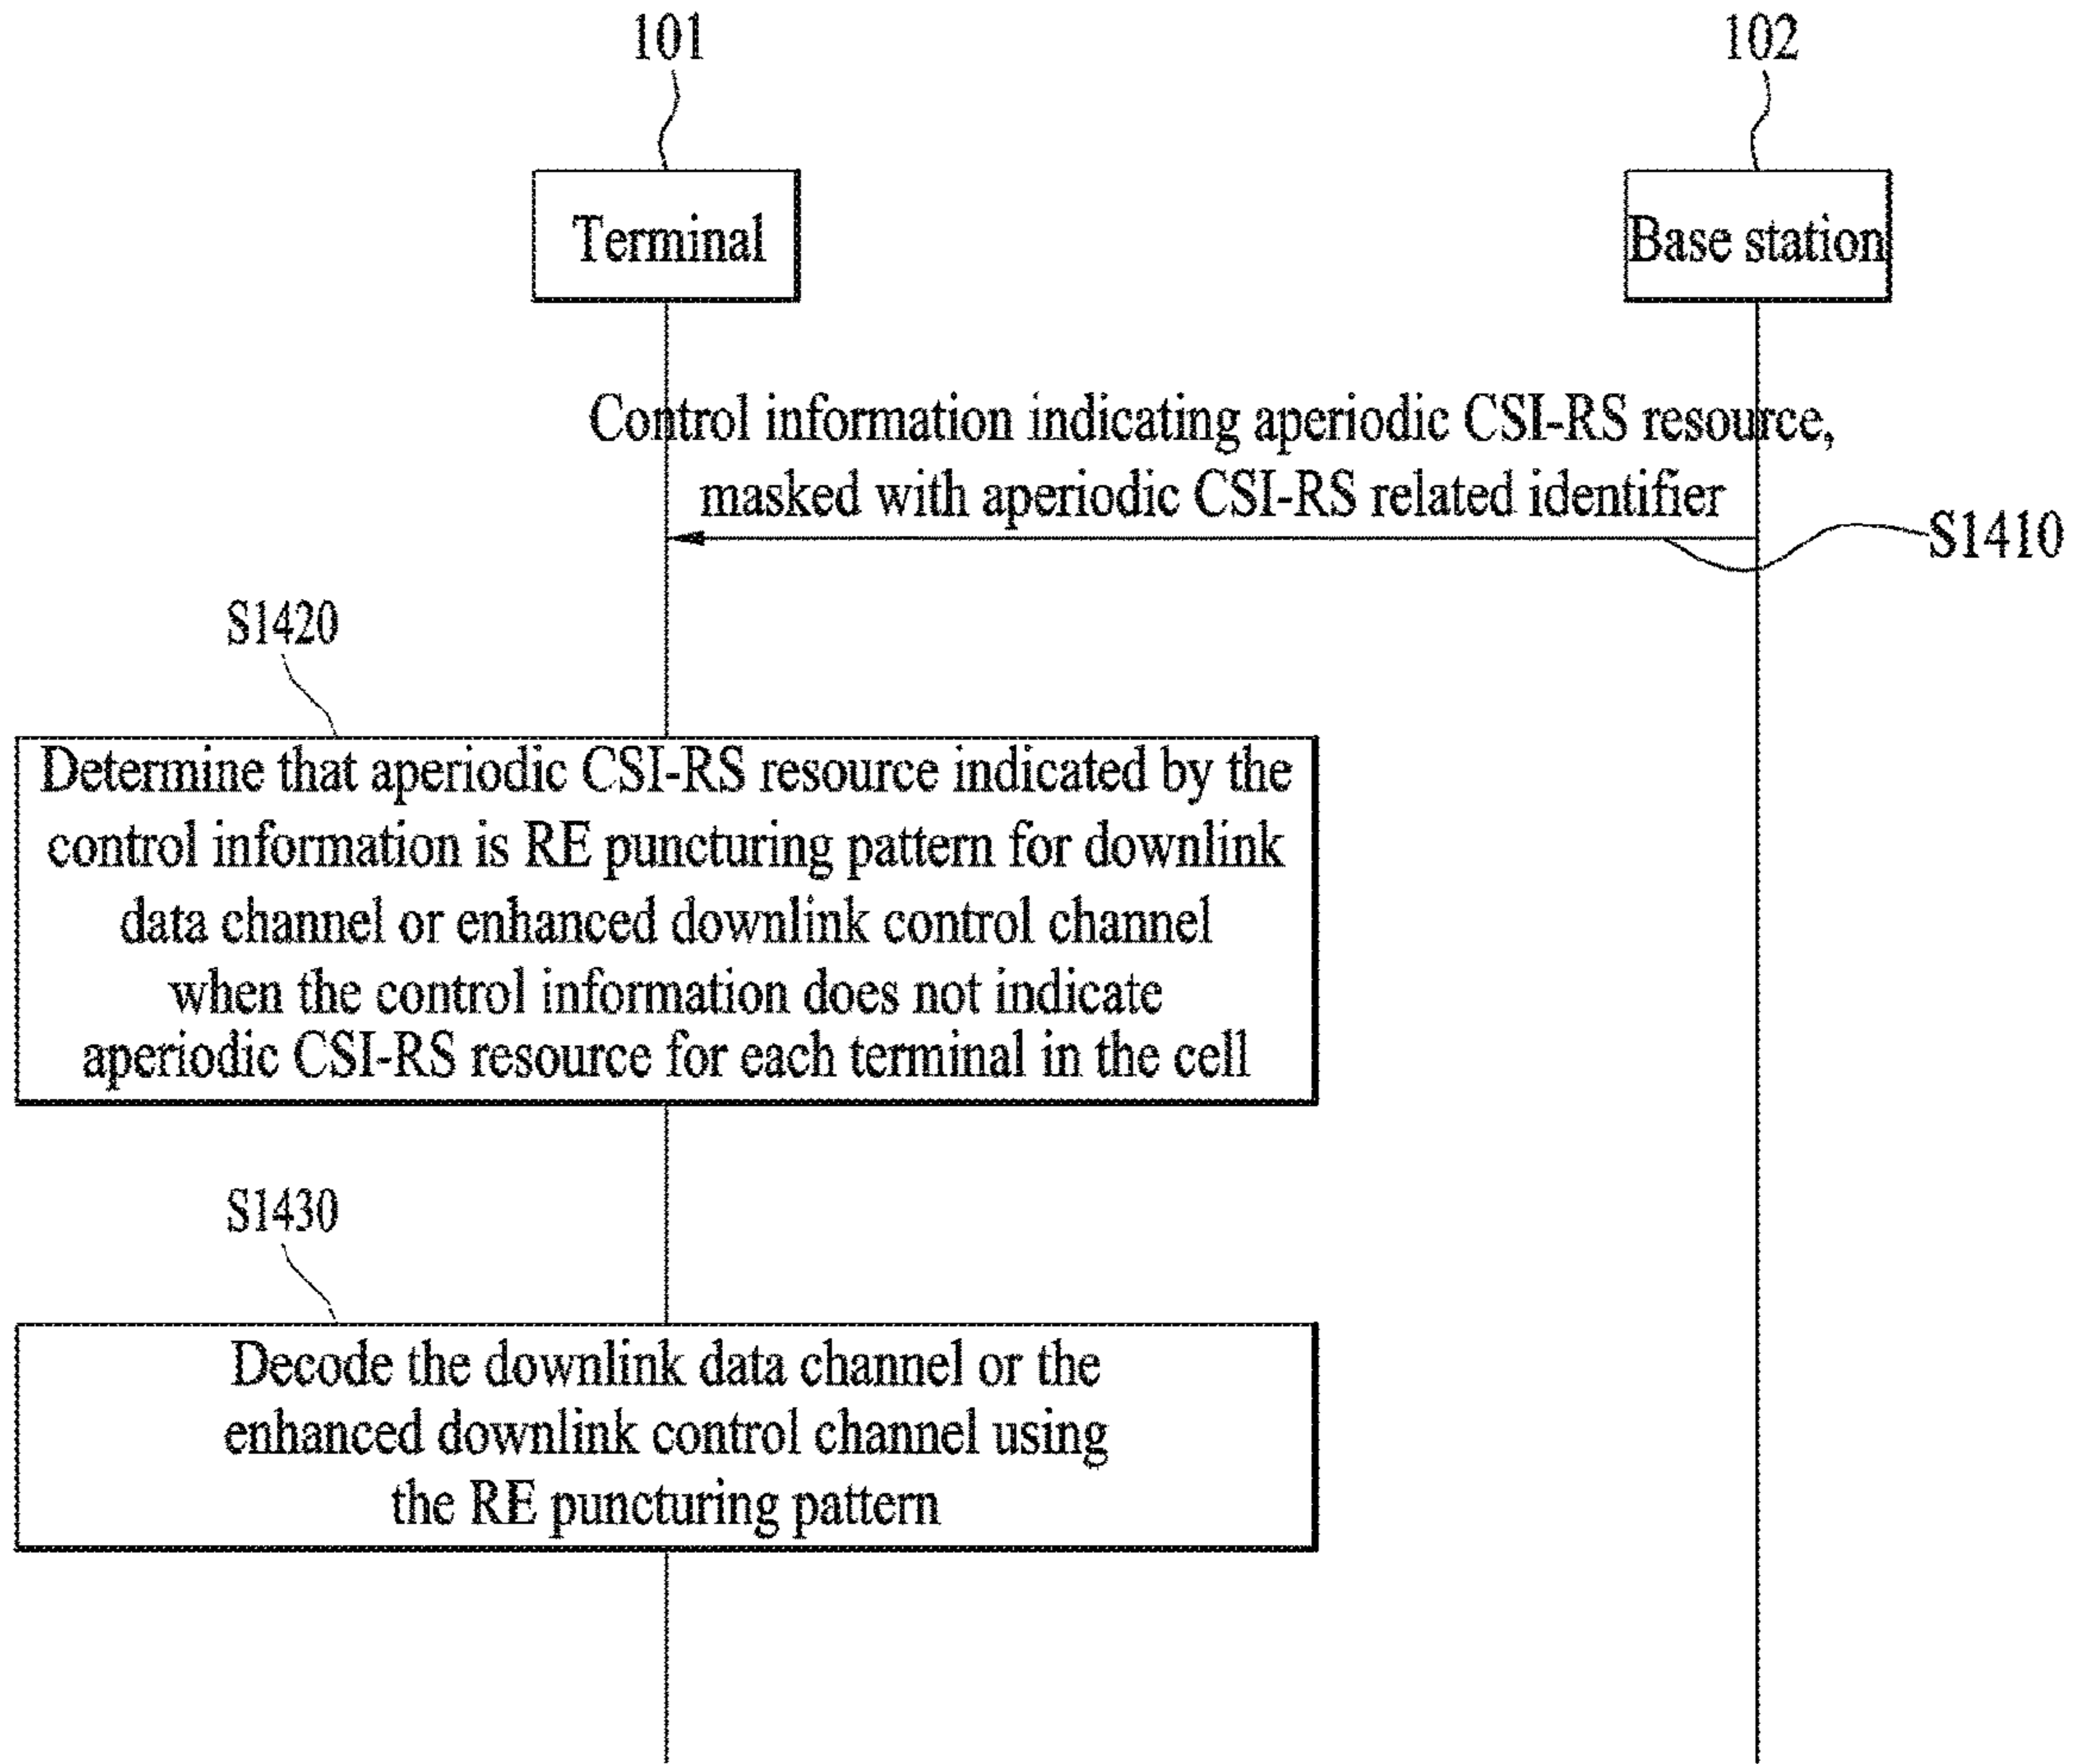 101
102
Terminal
Base station
Control information indicating aperiodic CSI-RS resource,
masked with aperiodic CSI-RS related identifier
S1410
S1420
Determine that aperiodic CSI-RS resource indicated by the
control information is RE puncturing pattern for downlink
data channel or enhanced downlink control channel
when the control information does not indicate
aperiodic CSI-RS resource for each terminal in the cell
S1430
Decode the downlink data channel or the
enhanced downlink control channel using
the RE puncturing pattern